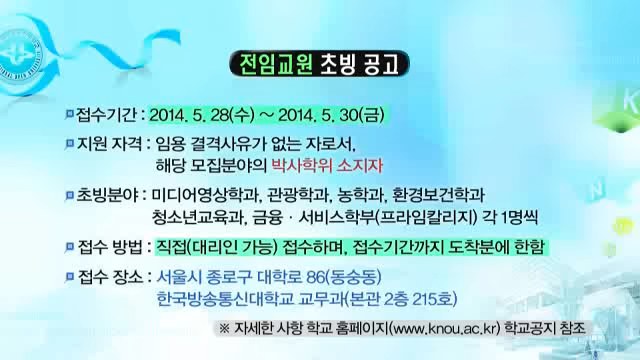 전임교원 초빙 공고
접수기간 : 2014. 5. 28(수) ~ 2014. 5. 30(금)
지원 자격 : 임용 결격사유가 없는 자로서,
해당 모집분야의 박사학위 소지자
초빙분야 : 미디어영상학과, 관광학과, 농학과, 환경보건학과
청소년교육과, 금융 · 서비스학부(프라임칼리지) 각 1명씩
접수 방법 : 직접(대리인 가능) 접수하며, 접수기간까지 도착분에 한함
접수 장소 : 서울시 종로구 대학로 86(동숭동)
한국방송통신대학교 교무과(본관 2층 215호)
※ 자세한 사항 학교 홈페이지(www.knou.ac.kr) 학교공지 참조
K
N